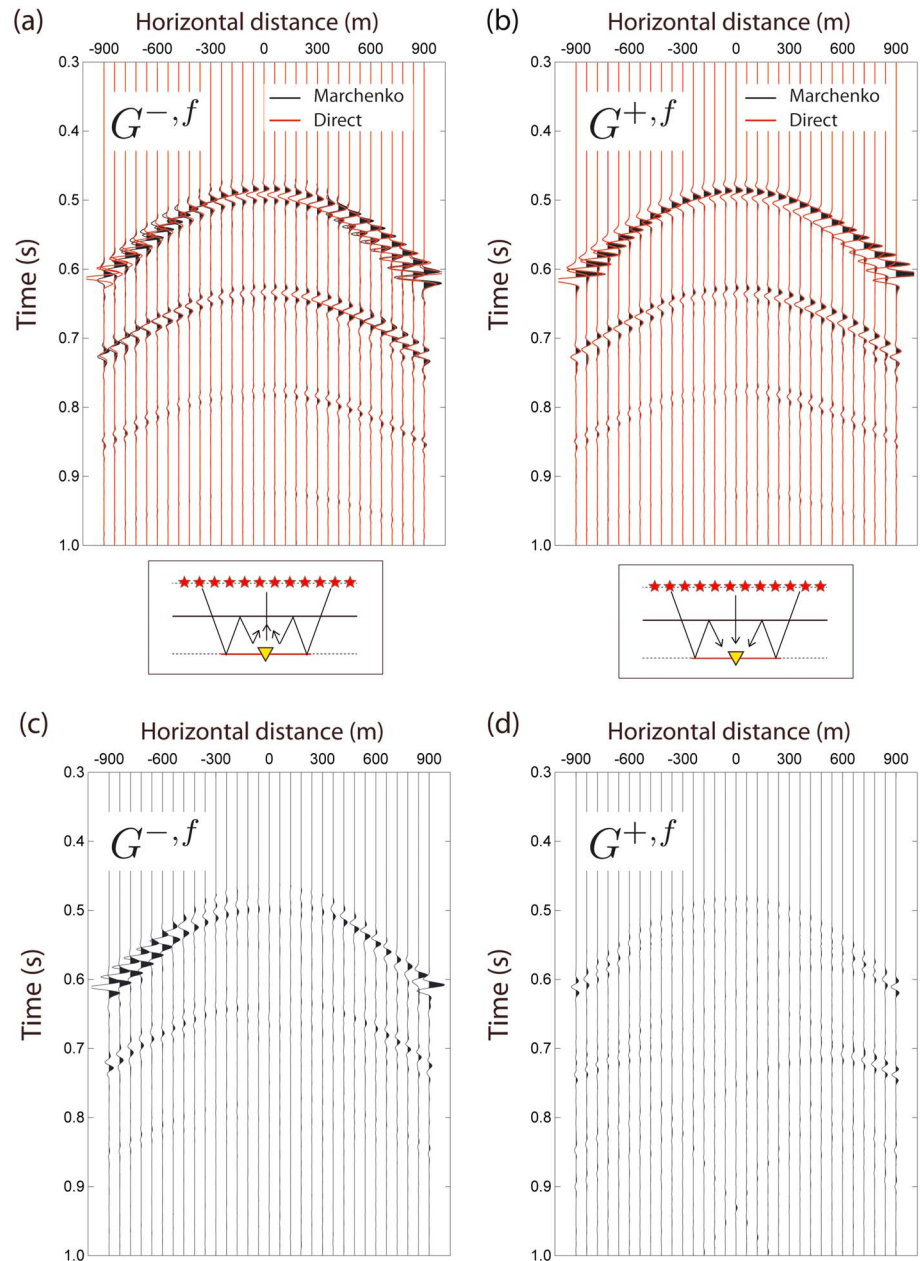 (a)
Horizontal distance (m)
-900 -600 -300 0 300 600 900
0.3
0.4
0.5
0.6
0.7
0.8
0.9
1.0
Time (s)
G^{-,f}
Marchenko
Direct
(b)
Horizontal distance (m)
-900 -600 -300 0 300 600 900
0.3
0.4
0.5
0.6
0.7
0.8
0.9
1.0
Time (s)
G^{+,f}
Marchenko
Direct
(c)
Horizontal distance (m)
-900 -600 -300 0 300 600 900
0.3
0.4
0.5
0.6
0.7
0.8
0.9
1.0
Time (s)
G^{-,f}
(d)
Horizontal distance (m)
-900 -600 -300 0 300 600 900
0.3
0.4
0.5
0.6
0.7
0.8
0.9
1.0
Time (s)
G^{+,f}